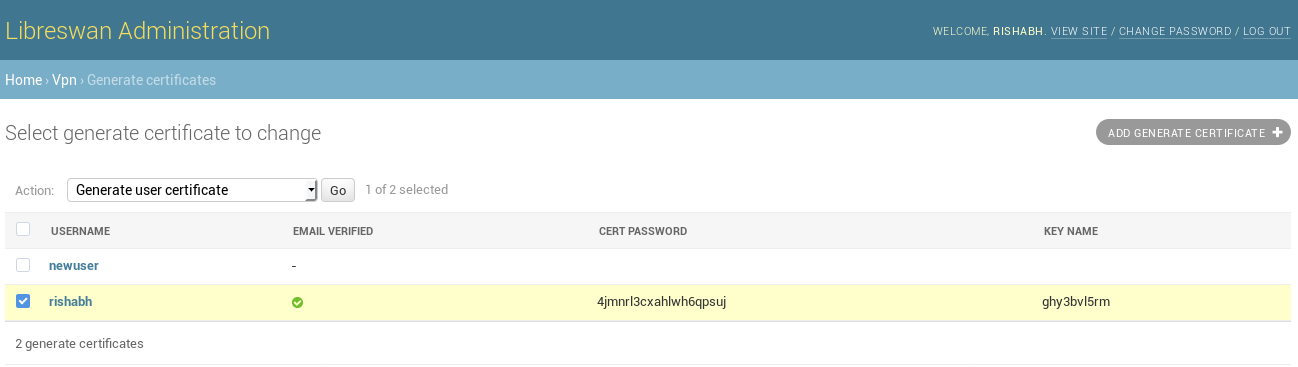 Libreswan Administration
WELCOME, RISHABH. VIEW SITE / CHANGE PASSWORD / LOG OUT
Home › Vpn › Generate certificates
Select generate certificate to change
ADD GENERATE CERTIFICATE +
Action: Generate user certificate Go 1 of 2 selected
USERNAME EMAIL VERIFIED CERT PASSWORD KEY NAME
newuser -
rishabh 4jmnrl3cxahlwh6qpsuj ghy3bvl5rm
2 generate certificates